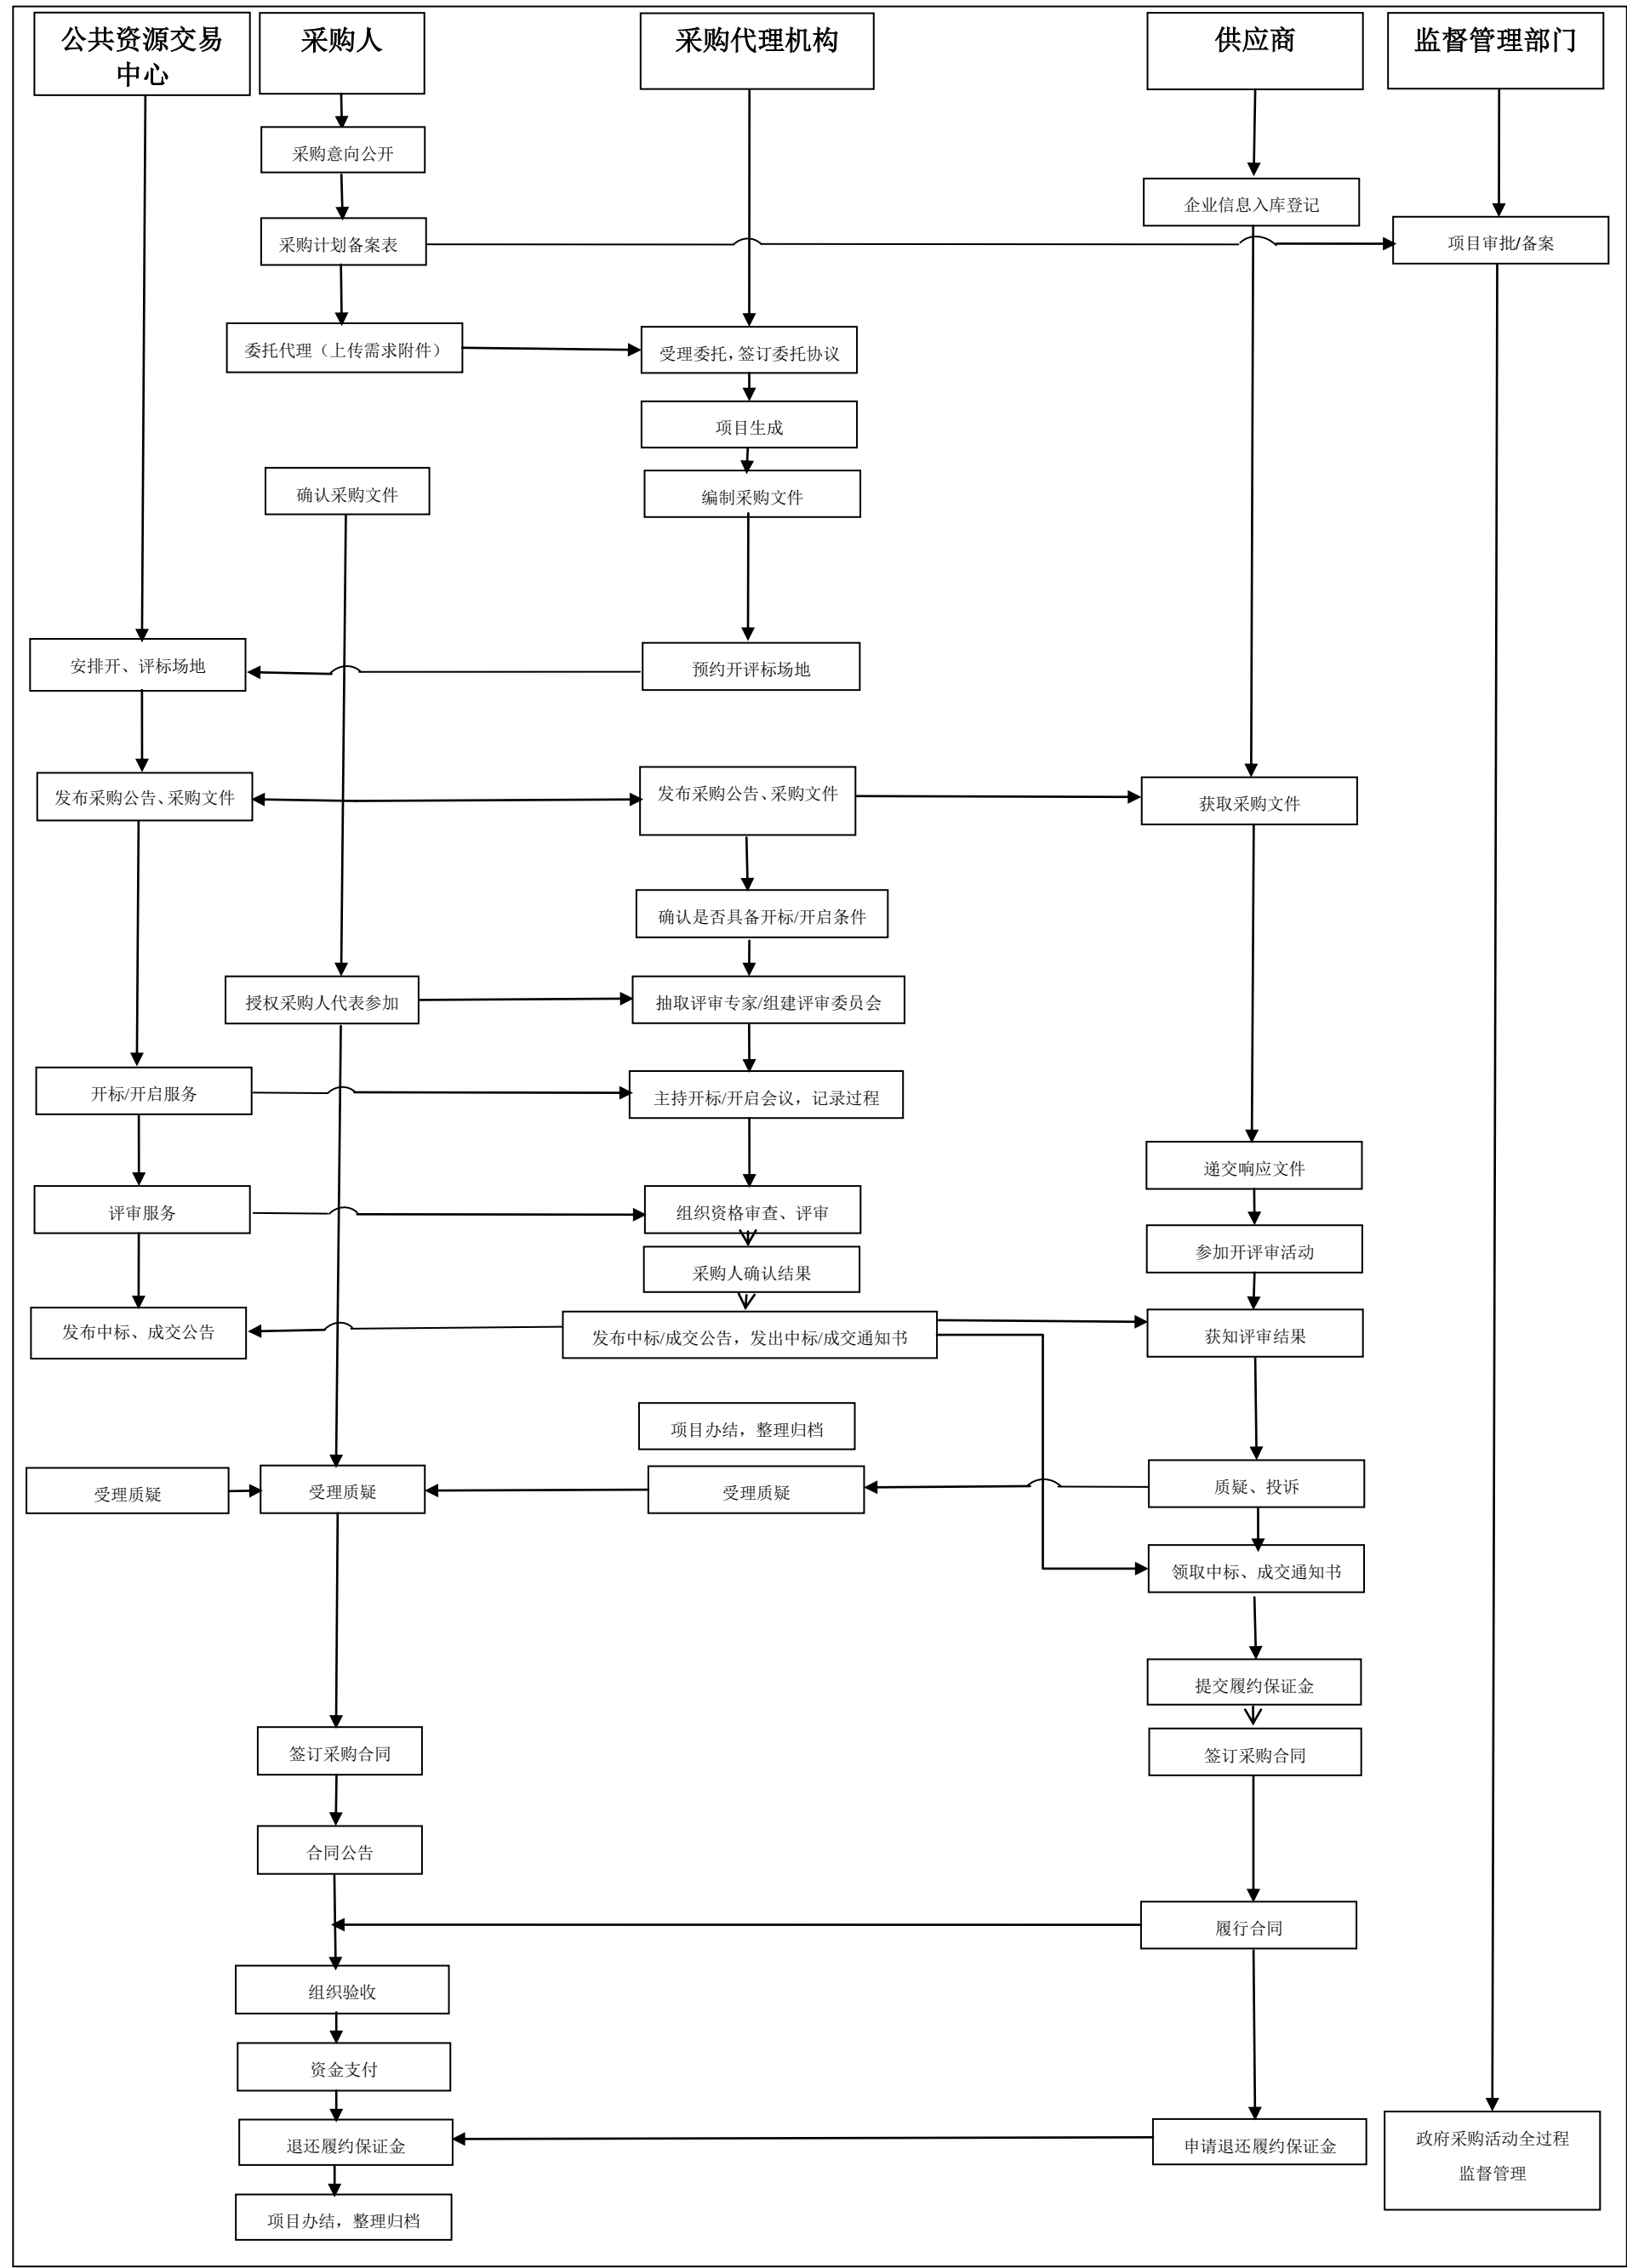 公共资源交易
中心
采购人
采购代理机构
供应商
监督管理部门
采购意向公开
企业信息入库登记
采购计划备案表
项目审批/备案
委托代理（上传需求附件）
受理委托，签订委托协议
项目生成
确认采购文件
编制采购文件
安排开、评标场地
预约开评标场地
发布采购公告、采购文件
发布采购公告、采购文件
获取采购文件
确认是否具备开标/开启条件
授权采购人代表参加
抽取评审专家/组建评审委员会
开标/开启服务
主持开标/开启会议，记录过程
递交响应文件
评审服务
组织资格审查、评审
参加开评审活动
采购人确认结果
发布中标、成交公告
发布中标/成交公告，发出中标/成交通知书
获知评审结果
项目办结，整理归档
受理质疑
受理质疑
受理质疑
质疑、投诉
领取中标、成交通知书
提交履约保证金
签订采购合同
签订采购合同
合同公告
履行合同
组织验收
资金支付
退还履约保证金
申请退还履约保证金
政府采购活动全过程
监督管理
项目办结，整理归档